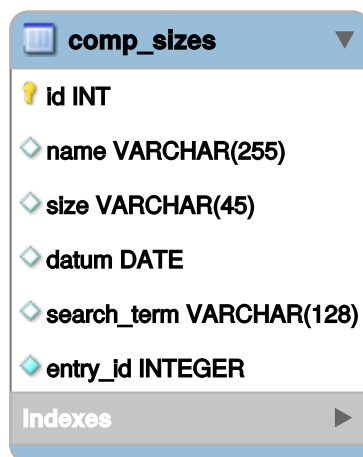 comp_sizes
id INT
name VARCHAR(255)
size VARCHAR(45)
datum DATE
search_term VARCHAR(128)
entry_id INTEGER
Indexes